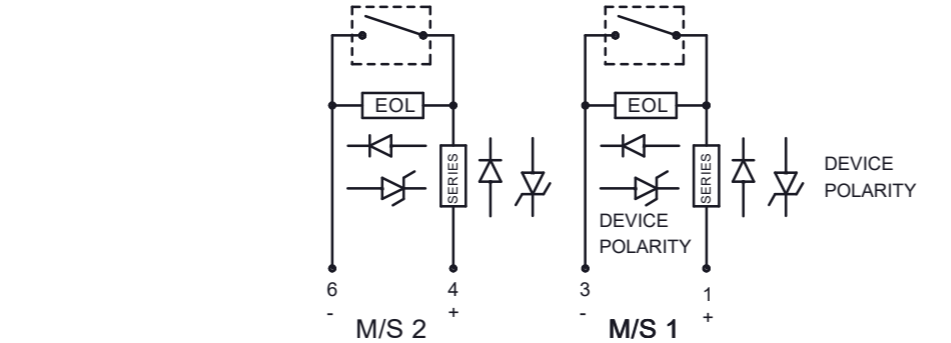 EOL
EOL
SERIES
SERIES
DEVICE
POLARITY
DEVICE
POLARITY
6
4
3
1
-
+
-
+
M/S 2
M/S 1